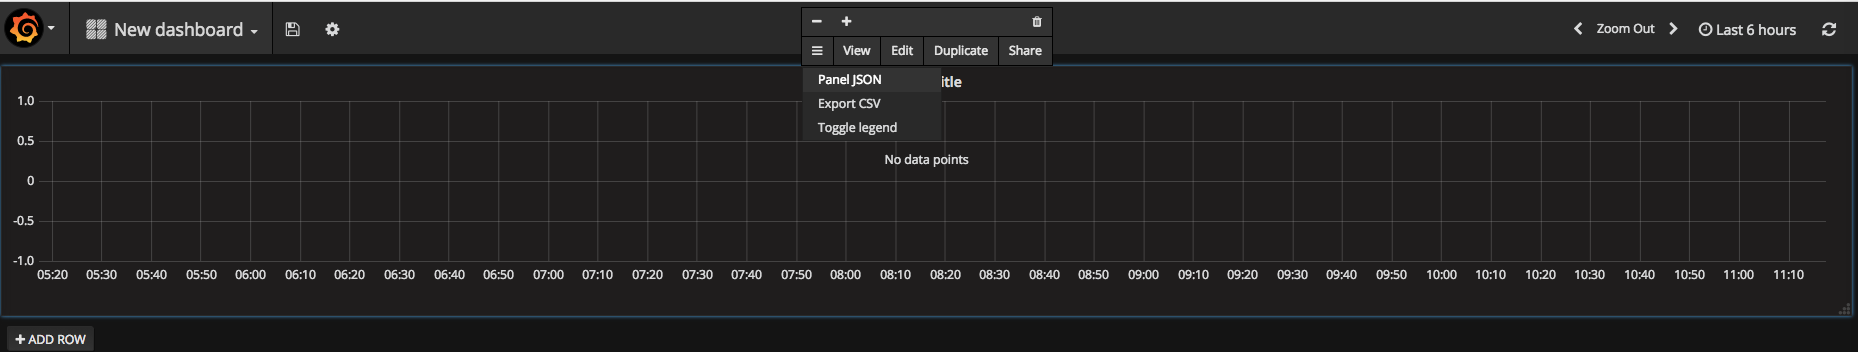 New dashboard
Zoom Out
Last 6 hours
View Edit Duplicate Share
Panel JSON
Export CSV
Toggle legend
1.0
0.5
No data points
0
-0.5
-1.0
05:20 05:30 05:40 05:50 06:00 06:10 06:20 06:30 06:40 06:50 07:00 07:10 07:20 07:30 07:40 07:50 08:00 08:10 08:20 08:30 08:40 08:50 09:00 09:10 09:20 09:30 09:40 09:50 10:00 10:10 10:20 10:30 10:40 10:50 11:00 11:10
+ ADD ROW